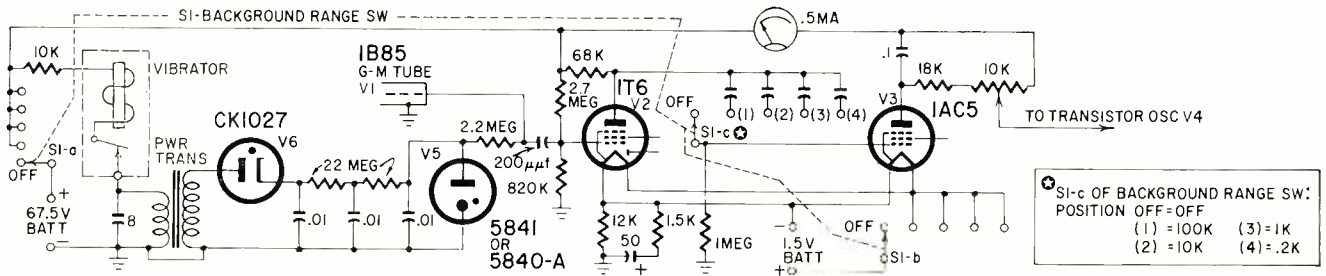 S1-BACKGROUND RANGE SW
.5MA
10K
VIBRATOR
1B85
G-M TUBE
V1
68K
2.7
MEG
1T6
V2
OFF
S1-c✪
(1)
(2)
(3)
(4)
.1
18K
10K
V3
1AC5
TO TRANSISTOR OSC V4
CK1027
V6
PWR
TRANS
S1-a
OFF
+
67.5V
BATT
-
8
22 MEG
.01
.01
.01
V5
2.2MEG
200µµf
820K
5841
OR
5840-A
12K
50
+
1.5K
1MEG
-
1.5V
BATT
+
OFF
S1-b
✪S1-c OF BACKGROUND RANGE SW:
POSITION OFF=OFF
(1) =100K (3)=1K
(2) =10K (4)=.2K